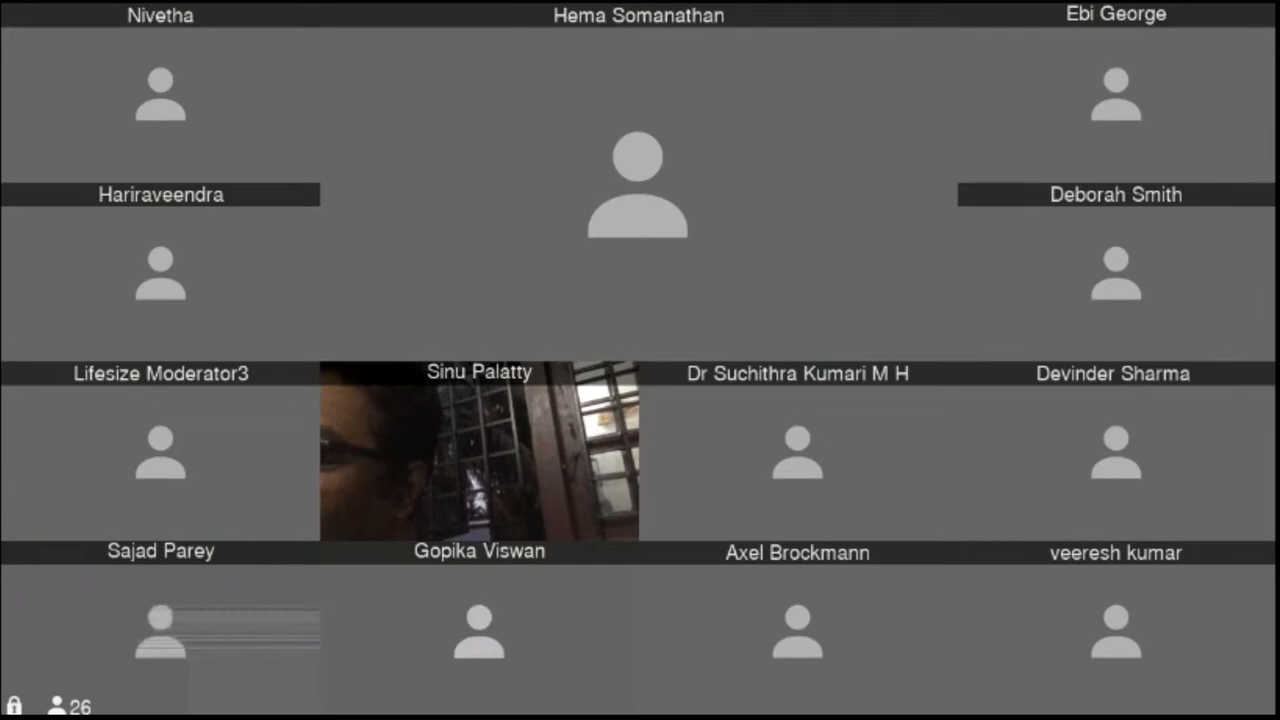 Nivetha
Hema Somanathan
Ebi George
Hariraveendra
Deborah Smith
Lifesize Moderator3
Sinu Palatty
Dr Suchithra Kumari M H
Devinder Sharma
Sajad Parey
Gopika Viswan
Axel Brockmann
veeresh kumar
26